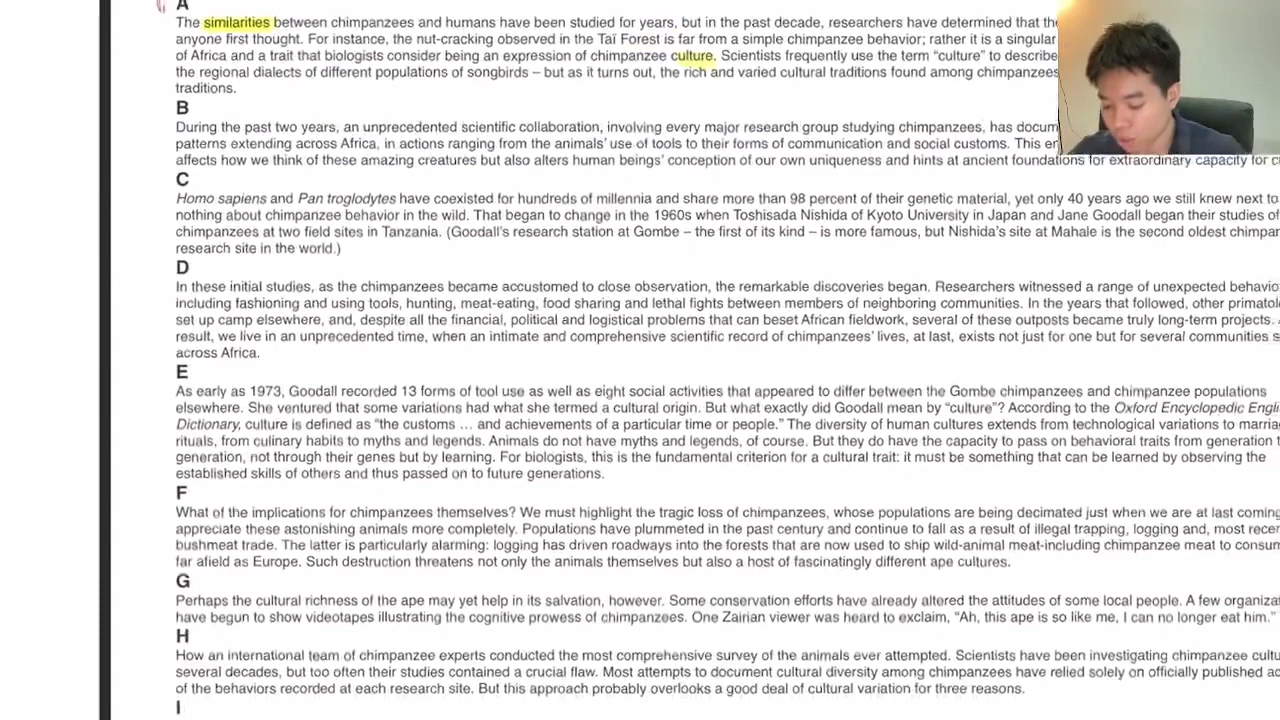 A
The similarities between chimpanzees and humans have been studied for years, but in the past decade, researchers have determined that
anyone first thought. For instance, the nut-cracking observed in the Taï Forest is far from a simple chimpanzee behavior; rather it is a singular
of Africa and a trait that biologists consider being an expression of chimpanzee culture. Scientists frequently use the term “culture” to describe
the regional dialects of different populations of songbirds – but as it turns out, the rich and varied cultural traditions found among chimpanzees
traditions.
B
During the past two years, an unprecedented scientific collaboration, involving every major research group studying chimpanzees, has
patterns extending across Africa, in actions ranging from the animals’ use of tools to their forms of communication and social customs. This
affects how we think of these amazing creatures but also alters human beings’ conception of our own uniqueness and hints at ancient foundations for extraordinary capacity for
C
Homo sapiens and Pan troglodytes have coexisted for hundreds of millennia and share more than 98 percent of their genetic material, yet only 40 years ago we still knew next to
nothing about chimpanzee behavior in the wild. That began to change in the 1960s when Toshisada Nishida of Kyoto University in Japan and Jane Goodall began their studies of
chimpanzees at two field sites in Tanzania. (Goodall’s research station at Gombe – the first of its kind – is more famous, but Nishida’s site at Mahale is the second oldest
research site in the world.)
D
In these initial studies, as the chimpanzees became accustomed to close observation, the remarkable discoveries began. Researchers witnessed a range of unexpected
including fashioning and using tools, hunting, meat-eating, food sharing and lethal fights between members of neighboring communities. In the years that followed, other
set up camp elsewhere, and, despite all the financial, political and logistical problems that can beset African fieldwork, several of these outposts became truly long-term projects.
result, we live in an unprecedented time, when an intimate and comprehensive scientific record of chimpanzees’ lives, at last, exists not just for one but for several communities
across Africa.
E
As early as 1973, Goodall recorded 13 forms of tool use as well as eight social activities that appeared to differ between the Gombe chimpanzees and chimpanzee populations
elsewhere. She ventured that some variations had what she termed a cultural origin. But what exactly did Goodall mean by “culture”? According to the Oxford Encyclopedic
Dictionary, culture is defined as “the customs ... and achievements of a particular time or people.” The diversity of human cultures extends from technological variations to
rituals, from culinary habits to myths and legends. Animals do not have myths and legends, of course. But they do have the capacity to pass on behavioral traits from generation
generation, not through their genes but by learning. For biologists, this is the fundamental criterion for a cultural trait: it must be something that can be learned by observing the
established skills of others and thus passed on to future generations.
F
What of the implications for chimpanzees themselves? We must highlight the tragic loss of chimpanzees, whose populations are being decimated just when we are at last coming
appreciate these astonishing animals more completely. Populations have plummeted in the past century and continue to fall as a result of illegal trapping, logging and, most
bushmeat trade. The latter is particularly alarming: logging has driven roadways into the forests that are now used to ship wild-animal meat-including chimpanzee meat to
far afield as Europe. Such destruction threatens not only the animals themselves but also a host of fascinatingly different ape cultures.
G
Perhaps the cultural richness of the ape may yet help in its salvation, however. Some conservation efforts have already altered the attitudes of some local people. A few
have begun to show videotapes illustrating the cognitive prowess of chimpanzees. One Zairian viewer was heard to exclaim, “Ah, this ape is so like me, I can no longer eat him.”
H
How an international team of chimpanzee experts conducted the most comprehensive survey of the animals ever attempted. Scientists have been investigating chimpanzee
several decades, but too often their studies contained a crucial flaw. Most attempts to document cultural diversity among chimpanzees have relied solely on officially published
of the behaviors recorded at each research site. But this approach probably overlooks a good deal of cultural variation for three reasons.
I